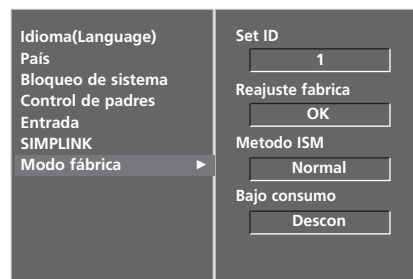 Idioma(Language)
País
Bloqueo de sistema
Control de padres
Entrada
SIMPLINK
Modo fábrica ►
Set ID
1
Reajuste fabrica
OK
Metodo ISM
Normal
Bajo consumo
Descon